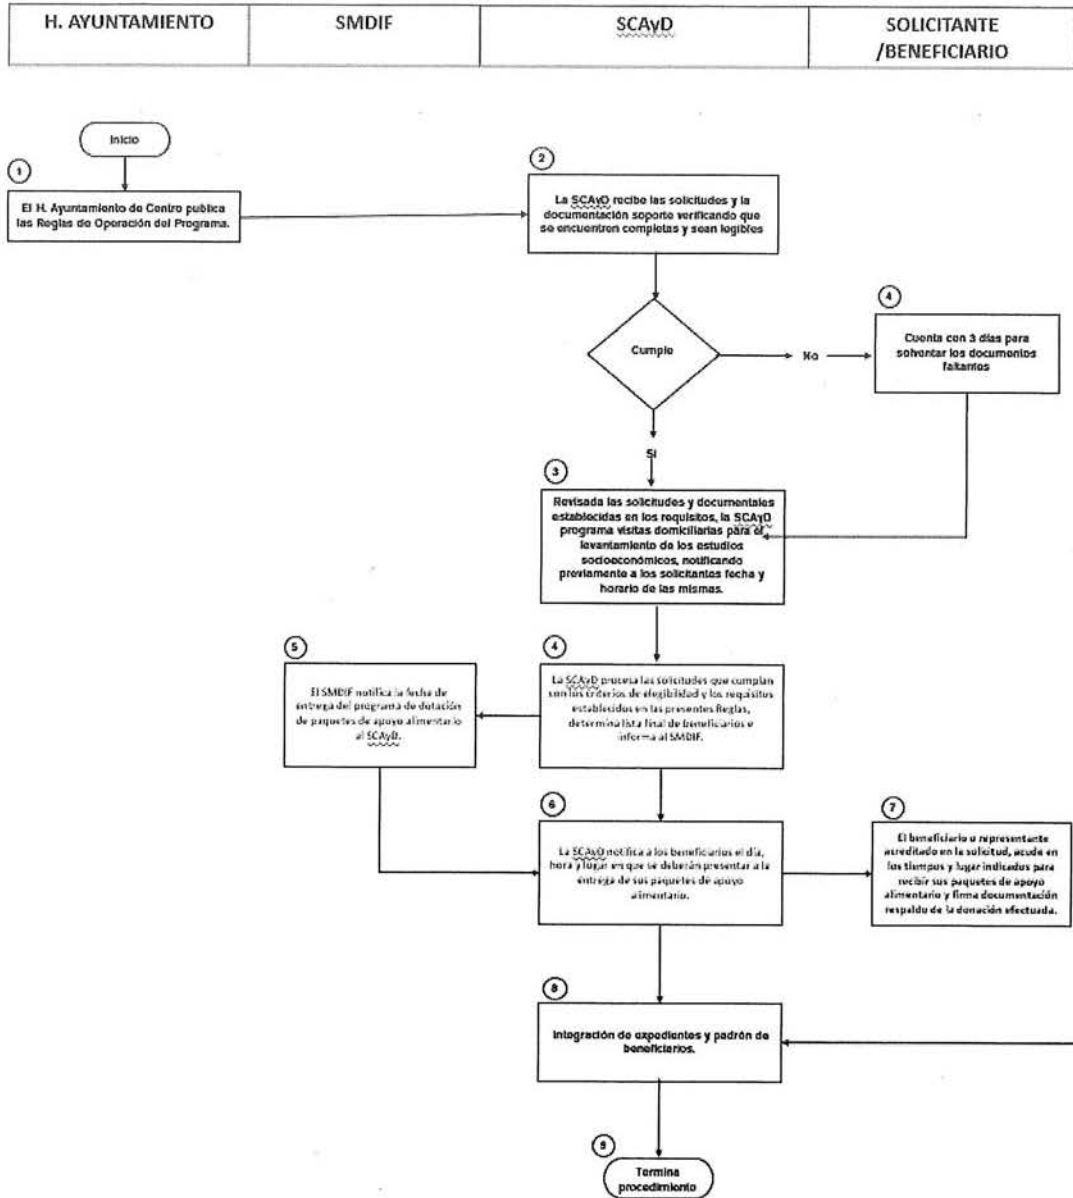 H. AYUNTAMIENTO
SMDIF
SCAyD
SOLICITANTE
/BENEFICIARIO
Inicio
1
El H. Ayuntamiento de Centro publica
las Reglas de Operación del Programa.
2
La SCAyD recibe las solicitudes y la
documentación soporte verificando que
se encuentren completas y sean legibles
Cumple
No
4
Cuenta con 3 días para
solventar los documentos
faltantes
Si
3
Revisada las solicitudes y documentales
establecidas en los requisitos, la SCAyD
programa visitas domiciliarias para el
levantamiento de los estudios
socioeconómicos, notificando
previamente a los solicitantes fecha y
horario de las mismas.
5
El SMDIF notifica la fecha de
entrega del programa de dotación
de paquetes de apoyo alimentario
al SCAyD.
4
La SCAyD procesa las solicitudes que cumplan
con los criterios de elegibilidad y los requisitos
establecidos en las presentes Reglas,
determina lista final de beneficiarios e
informa al SMDIF.
6
La SCAyD notifica a los beneficiarios el día,
hora y lugar en que se deberán presentar a la
entrega de sus paquetes de apoyo
alimentario.
7
El beneficiario o representante
acreditado en la solicitud, acude en
los tiempos y lugar indicados para
recibir sus paquetes de apoyo
alimentario y firma documentación
respaldo de la donación efectuada.
8
Integración de expedientes y padrón de
beneficiarios.
9
Termina
procedimiento